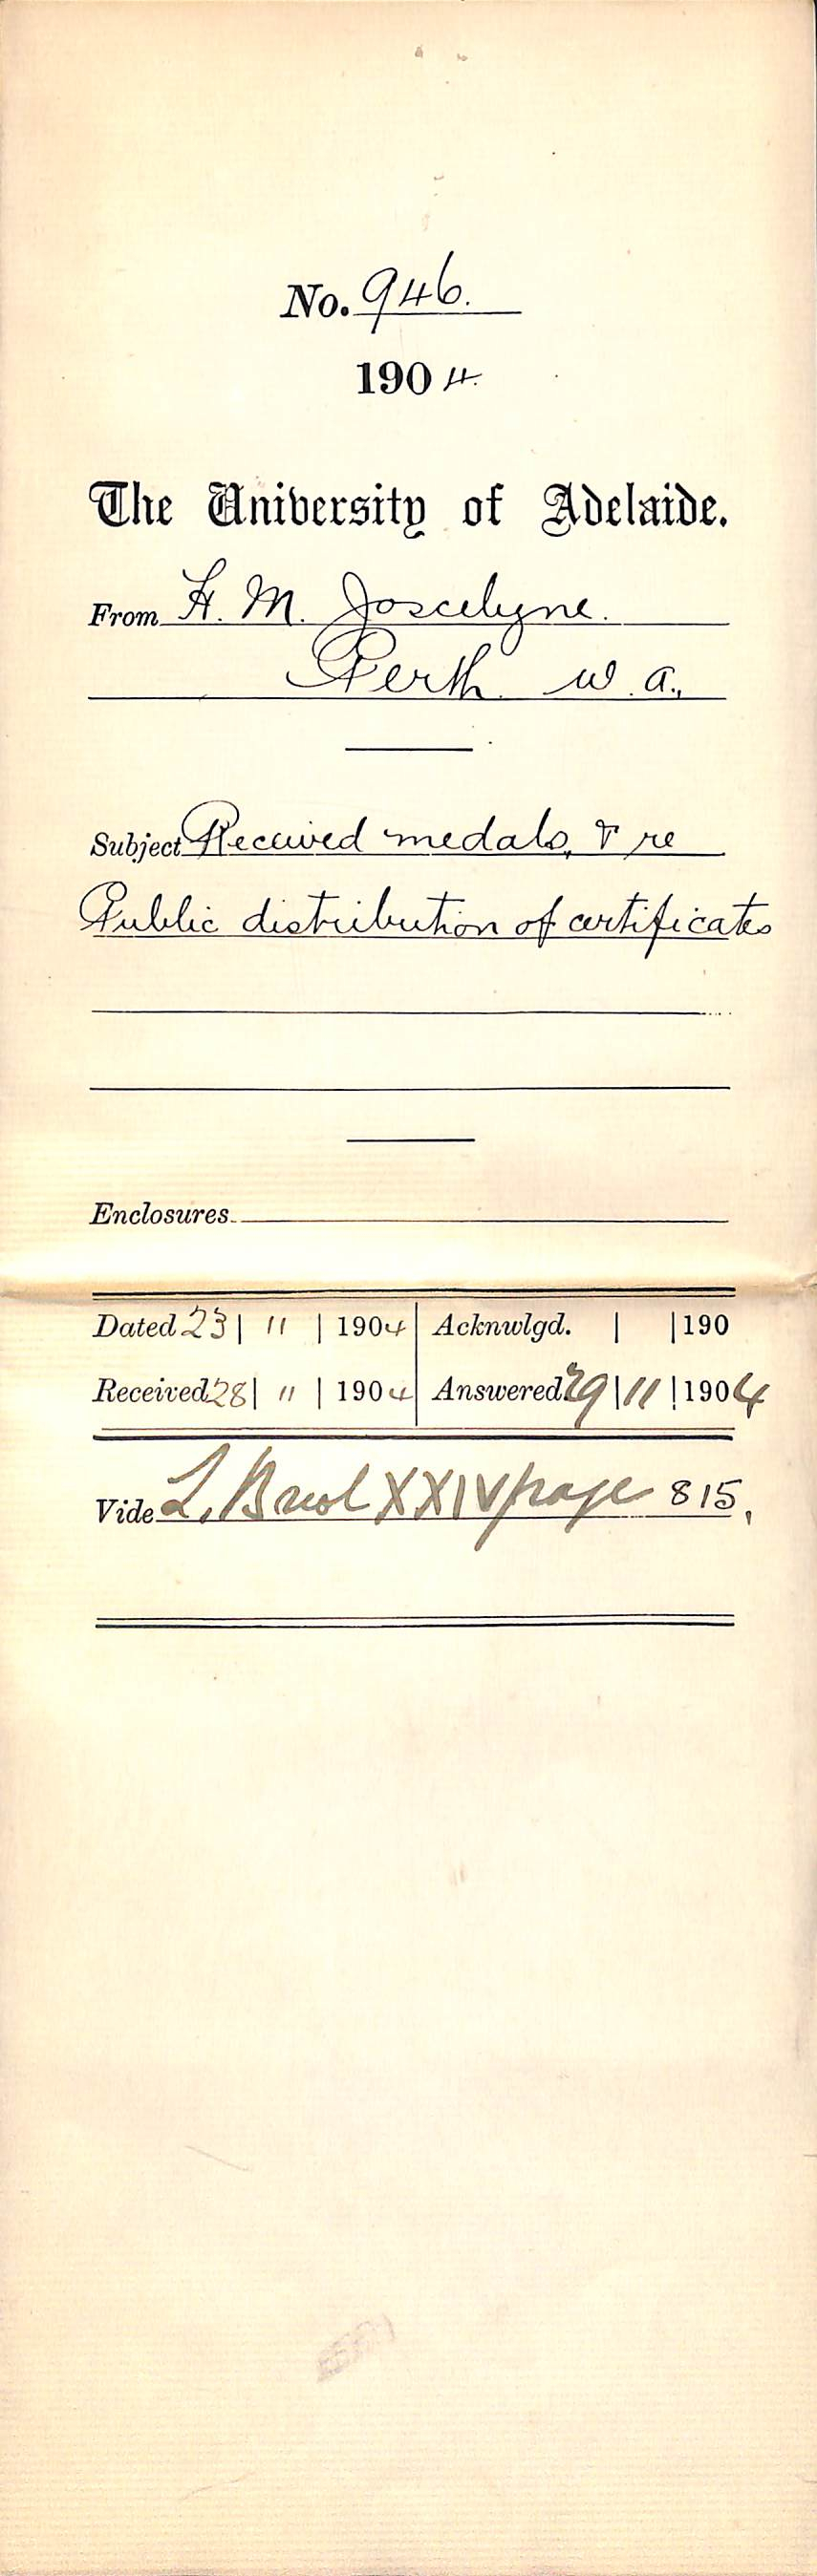 No. 946.
1904
The University of Adelaide.
From H. M. Joscelyne.
Perth. W. A.,
Subject Received medals, & re
Public distribution of certificates
Enclosures
Dated 23 | 11 | 1904 Acknwlgd. | | 190
Received 28 | 11 | 1904 Answered 29 | 11 | 1904
Vide L. B vol XXIV page 815,